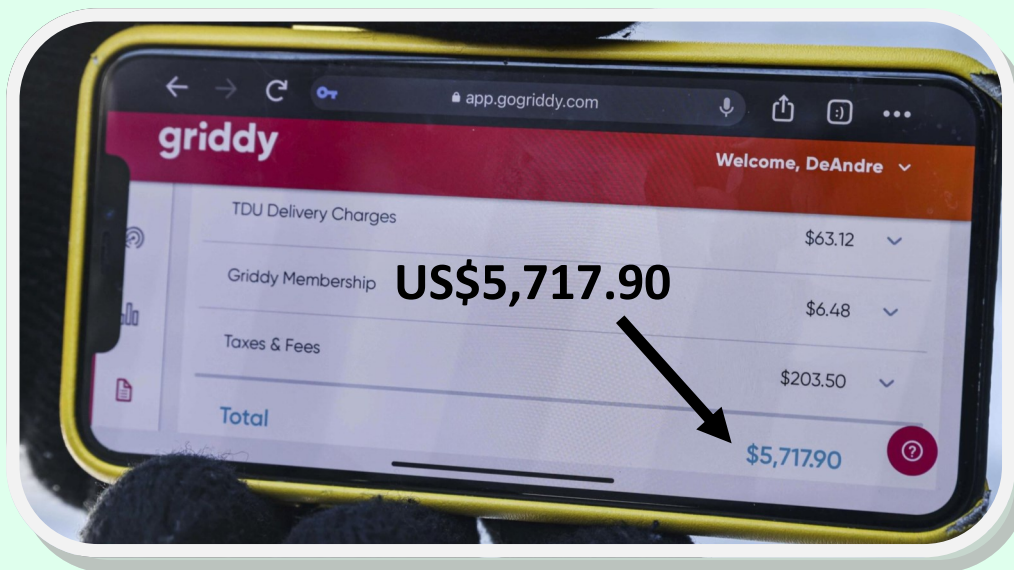 app.gogriddy.com
griddy
Welcome, DeAndre
TDU Delivery Charges
$63.12
Griddy Membership
US$5,717.90
$6.48
Taxes & Fees
$203.50
Total
$5,717.90